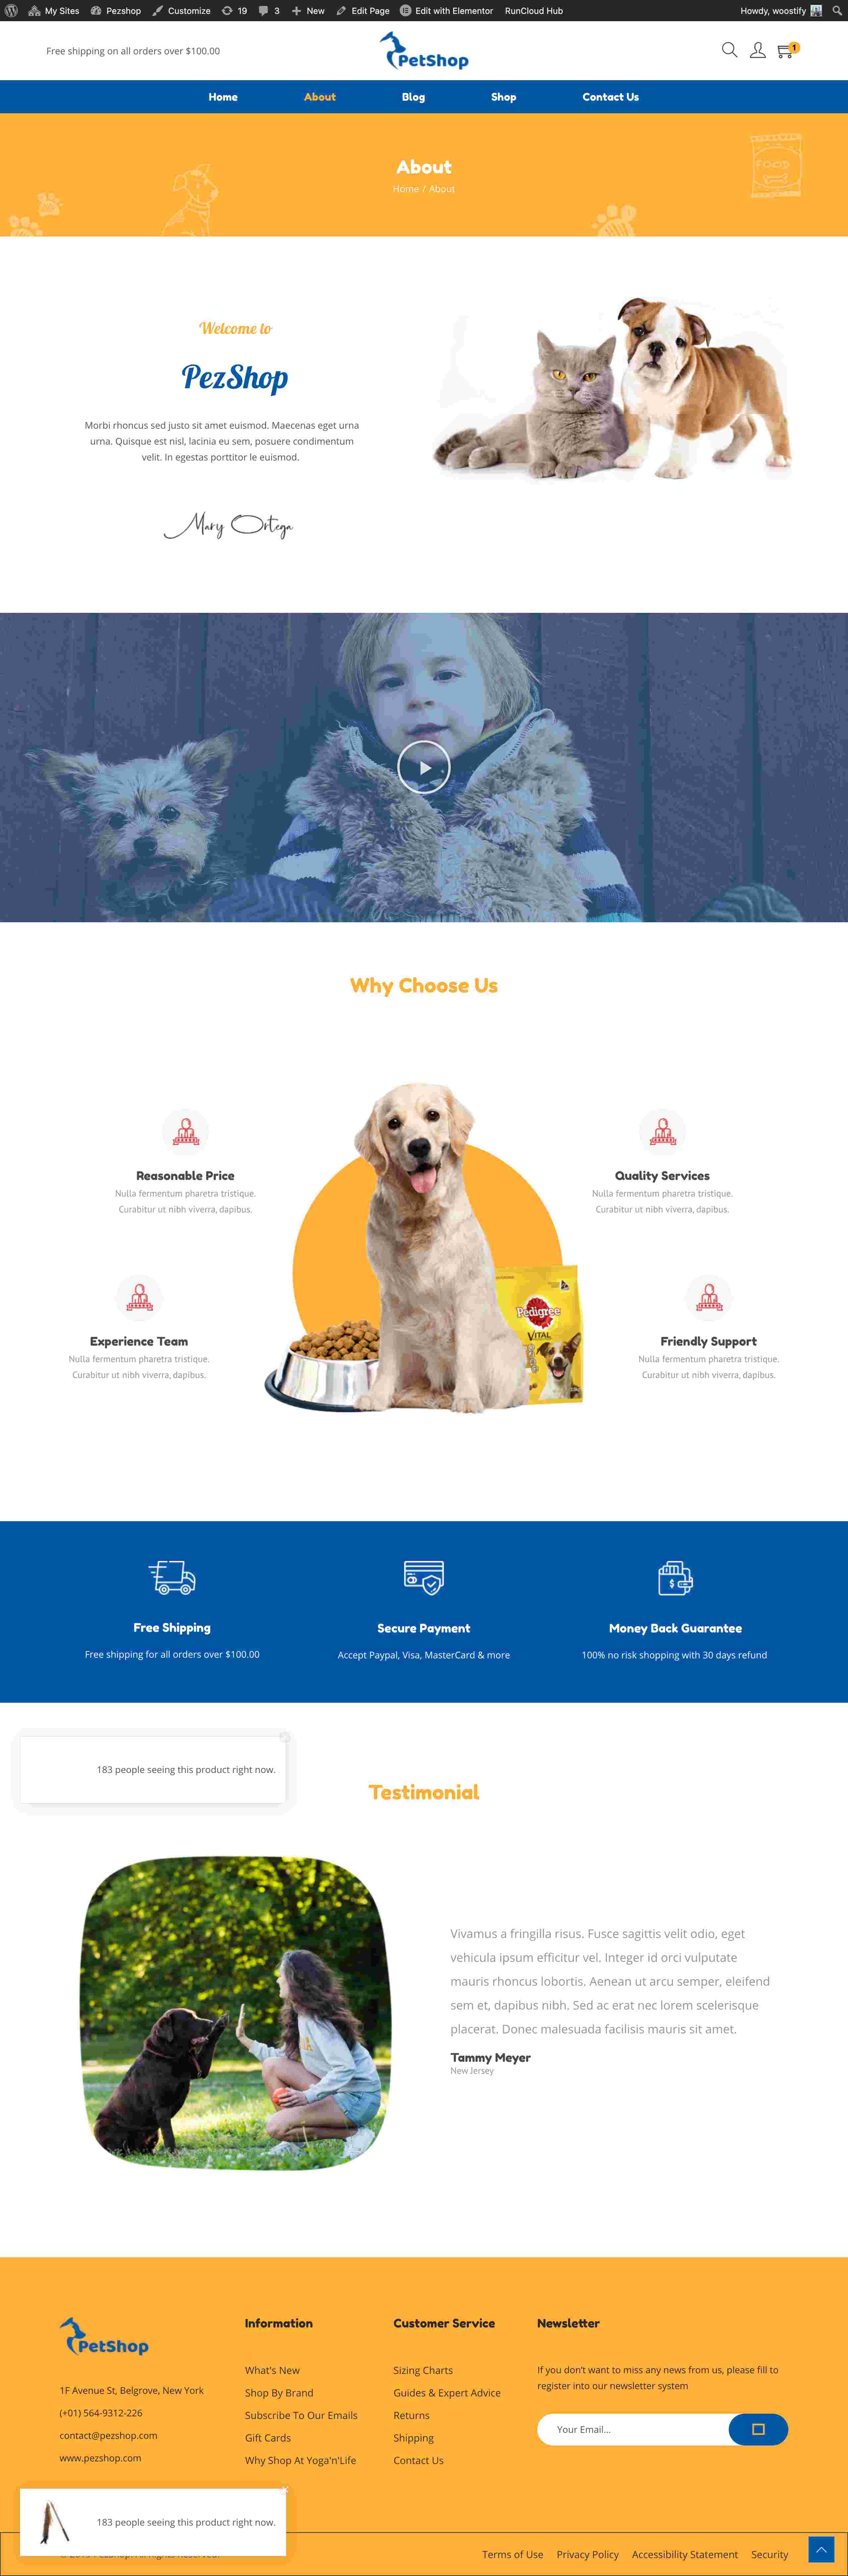 My Sites Pezshop Customize 19 3 New Edit Page Edit with Elementor RunCloud Hub Howdy, woostify
Free shipping on all orders over $100.00
PetShop
1
Home About Blog Shop Contact Us
FOOD
About
Home / About
Welcome to
PezShop
Morbi rhoncus sed justo sit amet euismod. Maecenas eget urna
urna. Quisque est nisl, lacinia eu sem, posuere condimentum
velit. In egestas porttitor le euismod.
Mary Ortega
Why Choose Us
Reasonable Price
Nulla fermentum pharetra tristique.
Curabitur ut nibh viverra, dapibus.
Quality Services
Nulla fermentum pharetra tristique.
Curabitur ut nibh viverra, dapibus.
Experience Team
Nulla fermentum pharetra tristique.
Curabitur ut nibh viverra, dapibus.
Pedigree
VITAL
Friendly Support
Nulla fermentum pharetra tristique.
Curabitur ut nibh viverra, dapibus.
Free Shipping
Free shipping for all orders over $100.00
Secure Payment
Accept Paypal, Visa, MasterCard & more
Money Back Guarantee
100% no risk shopping with 30 days refund
183 people seeing this product right now.
Testimonial
Vivamus a fringilla risus. Fusce sagittis velit odio, eget
vehicula ipsum efficitur vel. Integer id orci vulputate
mauris rhoncus lobortis. Aenean ut arcu semper, eleifend
sem et, dapibus nibh. Sed ac erat nec lorem scelerisque
placerat. Donec malesuada facilisis mauris sit amet.
Tammy Meyer
New Jersey
PetShop
1F Avenue St, Belgrove, New York
(+01) 564-9312-226
contact@pezshop.com
www.pezshop.com
Information
What's New
Shop By Brand
Subscribe To Our Emails
Gift Cards
Why Shop At Yoga'n'Life
Customer Service
Sizing Charts
Guides & Expert Advice
Returns
Shipping
Contact Us
Newsletter
If you don't want to miss any news from us, please fill to
register into our newsletter system
Your Email...
183 people seeing this product right now.
Terms of Use Privacy Policy Accessibility Statement Security